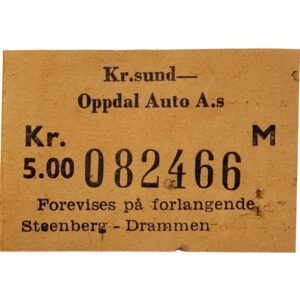 Kr.sund—
Oppdal Auto A.s
Kr. M
5.00 082466
Forevises på forlangende.
Steenberg - Drammen